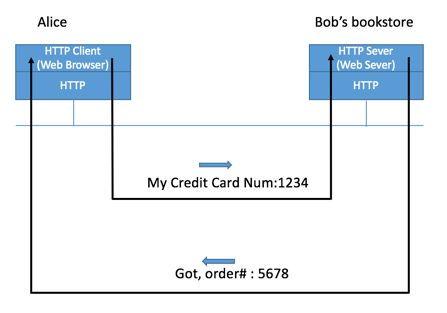 Alice
Bob's bookstore
HTTP Client
(Web Browser)
HTTP Sever
(Web Sever)
HTTP
HTTP
My Credit Card Num:1234
Got, order# : 5678